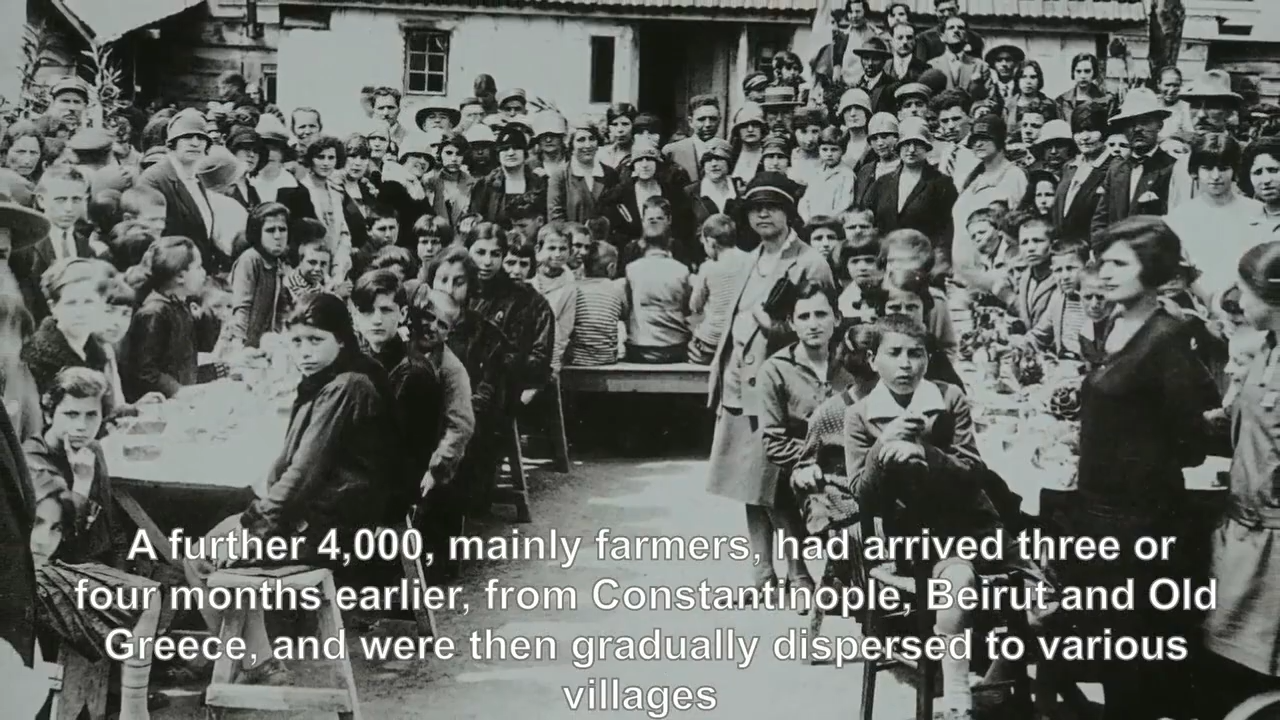 A further 4,000, mainly farmers, had arrived three or
four months earlier, from Constantinople, Beirut and Old
Greece, and were then gradually dispersed to various
villages